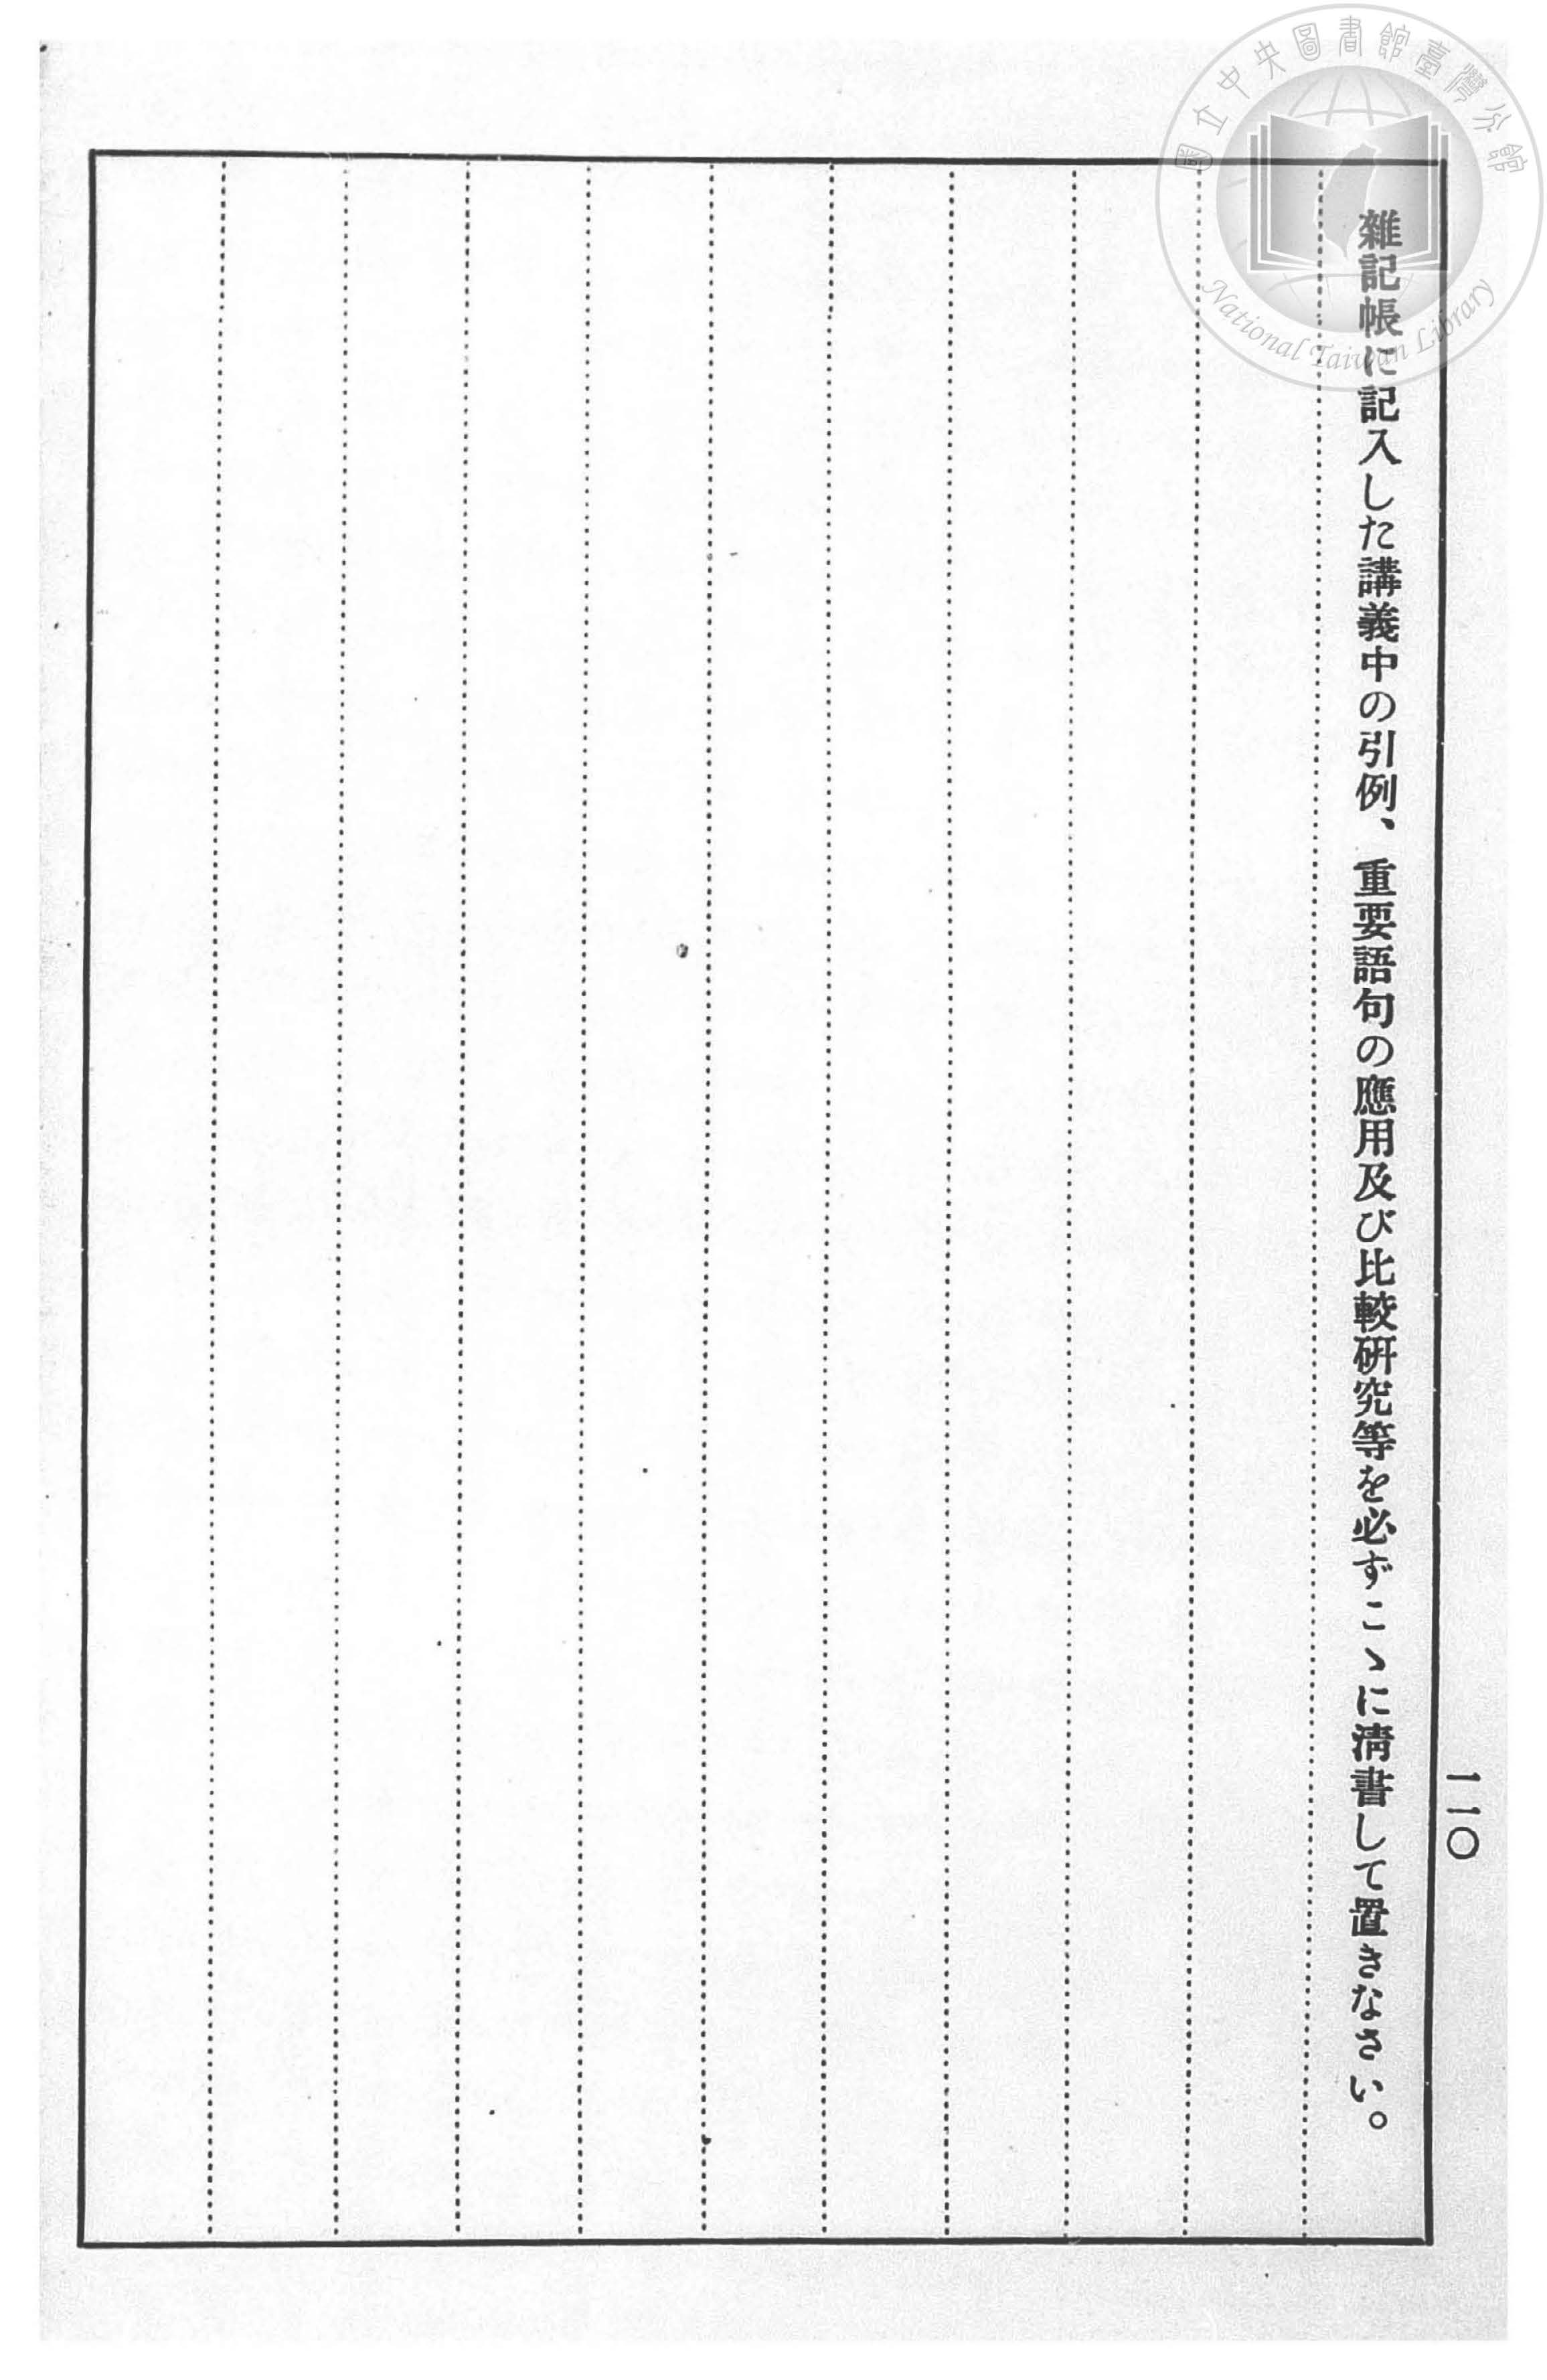 雜記帳に記入した講義中の引例、重要語句の應用及び比較硏究等を必ずこゝに淸書して置きなさい。
一一〇
國立中央圖書館臺灣分館
National Taiwan Library